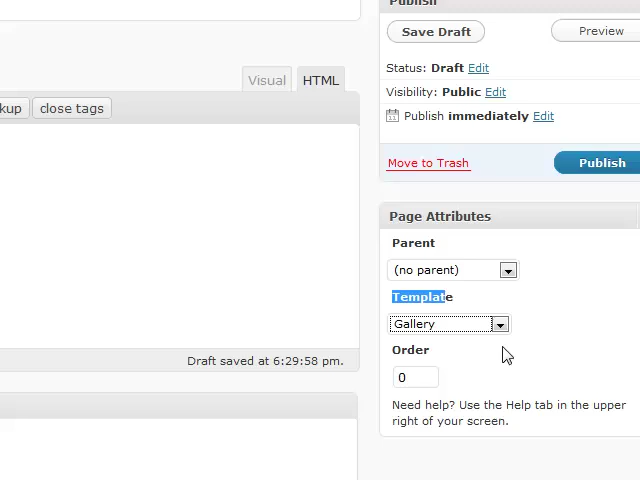 Publish
Save Draft
Preview
Visual
HTML
Status: Draft Edit
kup
close tags
Visibility: Public Edit
Publish immediately Edit
Move to Trash
Publish
Page Attributes
Parent
(no parent)
Template
Gallery
Order
Draft saved at 6:29:58 pm.
0
Need help? Use the Help tab in the upper
right of your screen.